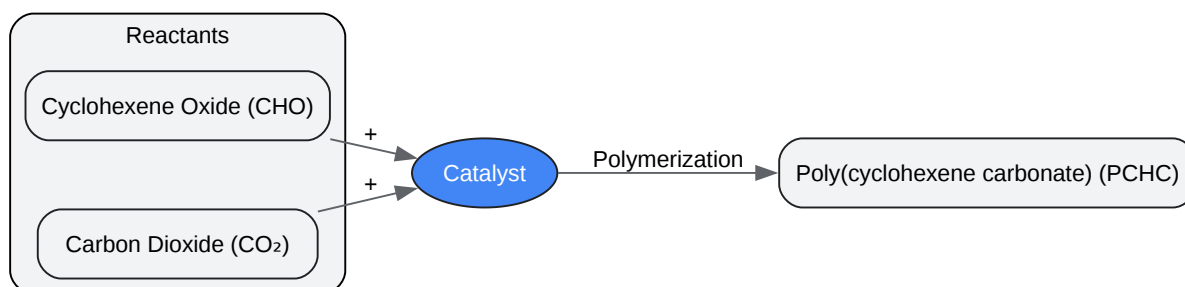 Reactants
Cyclohexene Oxide (CHO)
+
Catalyst
Polymerization
Poly(cyclohexene carbonate) (PCHC)
+
Carbon Dioxide (CO₂)